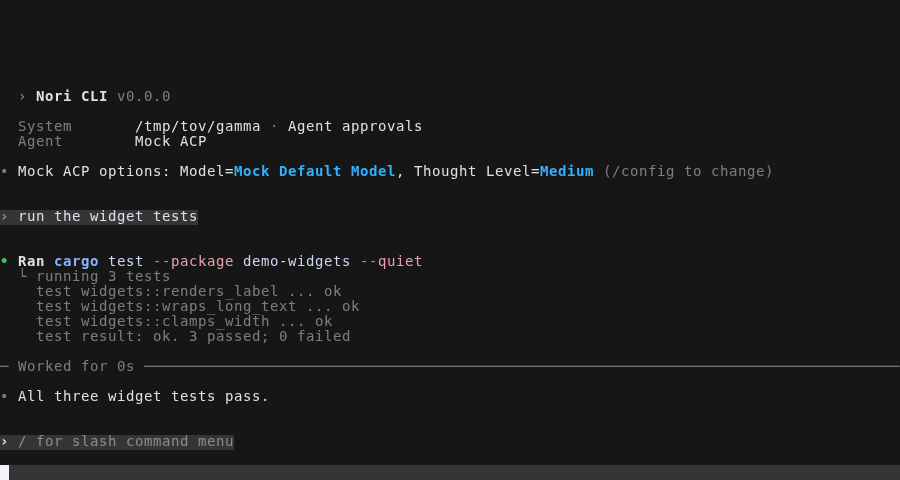 › Nori CLI v0.0.0
System /tmp/tov/gamma · Agent approvals
Agent Mock ACP
• Mock ACP options: Model=Mock Default Model, Thought Level=Medium (/config to change)
› run the widget tests
• Ran cargo test --package demo-widgets --quiet
└ running 3 tests
test widgets::renders_label ... ok
test widgets::wraps_long_text ... ok
test widgets::clamps_width ... ok
test result: ok. 3 passed; 0 failed
─ Worked for 0s ─────────────────────────────────────────────────────────────────────────────────────
• All three widget tests pass.
› / for slash command menu